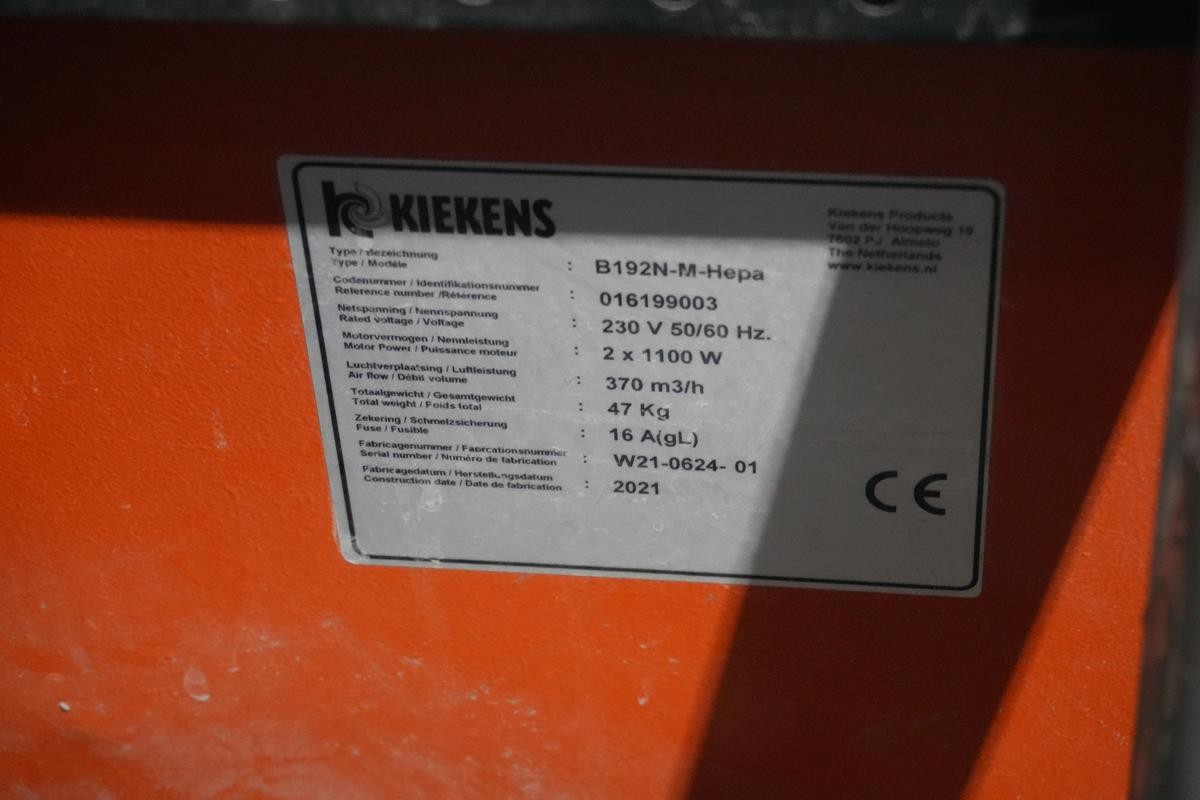 KIEKENS
Kiekens Products
Van der Hoopweg 19
7602 PJ Almelo
The Netherlands
www.kiekens.nl
Type / Bezeichnung
Type / Modèle : B192N-M-Hepa
Codenummer / Identifikationsnummer
Reference number /Référence : 016199003
Netspanning / Nennspannung
Rated voltage / Voltage : 230 V 50/60 Hz.
Motorvermogen / Nennleistung
Motor Power / Puissance moteur : 2 x 1100 W
Luchtverplaatsing / Luftleistung
Air flow / Débit volume : 370 m3/h
Totaalgewicht / Gesamtgewicht
Total weight / Poids total : 47 Kg
Zekering / Schmelzsicherung
Fuse / Fusible : 16 A(gL)
Fabricagenummer / Faprcationsnummer
Serial number / Numéro de fabrication : W21-0624- 01
Fabricagedatum / Herstellungsdatum
Construction date / Date de fabrication : 2021
CE